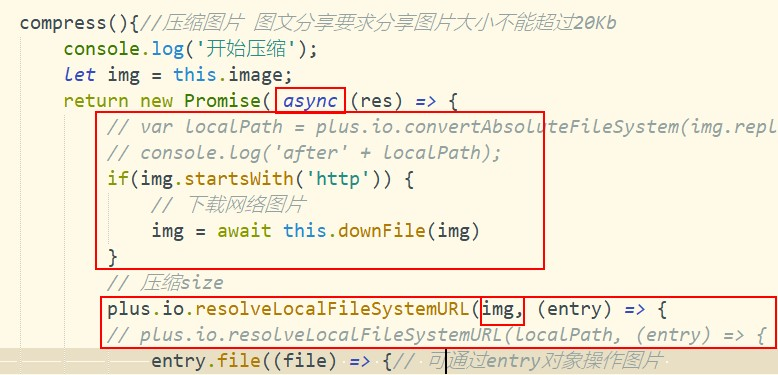 compress(){//压缩图片 图文分享要求分享图片大小不能超过20Kb
console.log('开始压缩');
let img = this.image;
return new Promise( async (res) => {
// var localPath = plus.io.convertAbsoluteFileSystem(img.repl
// console.log('after' + localPath);
if(img.startsWith('http')) {
// 下载网络图片
img = await this.downFile(img)
}
// 压缩size
plus.io.resolveLocalFileSystemURL(img, (entry) => {
// plus.io.resolveLocalFileSystemURL(localPath, (entry) => {
entry.file((file) => {// 可通过entry对象操作图片